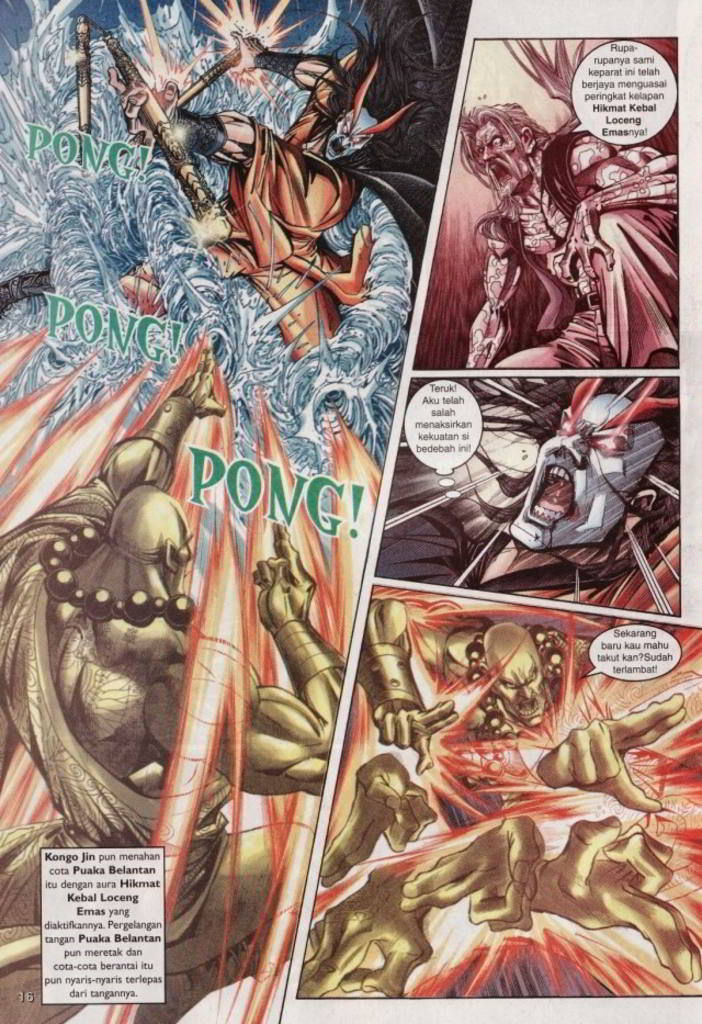 PONG!
PONG!
PONG!
Rupa-
rupanya sami
keparat ini telah
berjaya menguasai
peringkat kelapan
Hikmat Kebal
Loceng
Emasnya!
Teruk!
Aku telah
salah
menaksirkan
kekuatan si
bedebah ini!
Sekarang
baru kau mahu
takut kan?Sudah
terlambat!
Kongo Jin pun menahan
cota Puaka Belantan
itu dengan aura Hikmat
Kebal Loceng
Emas yang
diaktifkannya. Pergelangan
tangan Puaka Belantan
pun meretak dan
cota-cota berantai itu
pun nyaris-nyaris terlepas
dari tangannya.
16